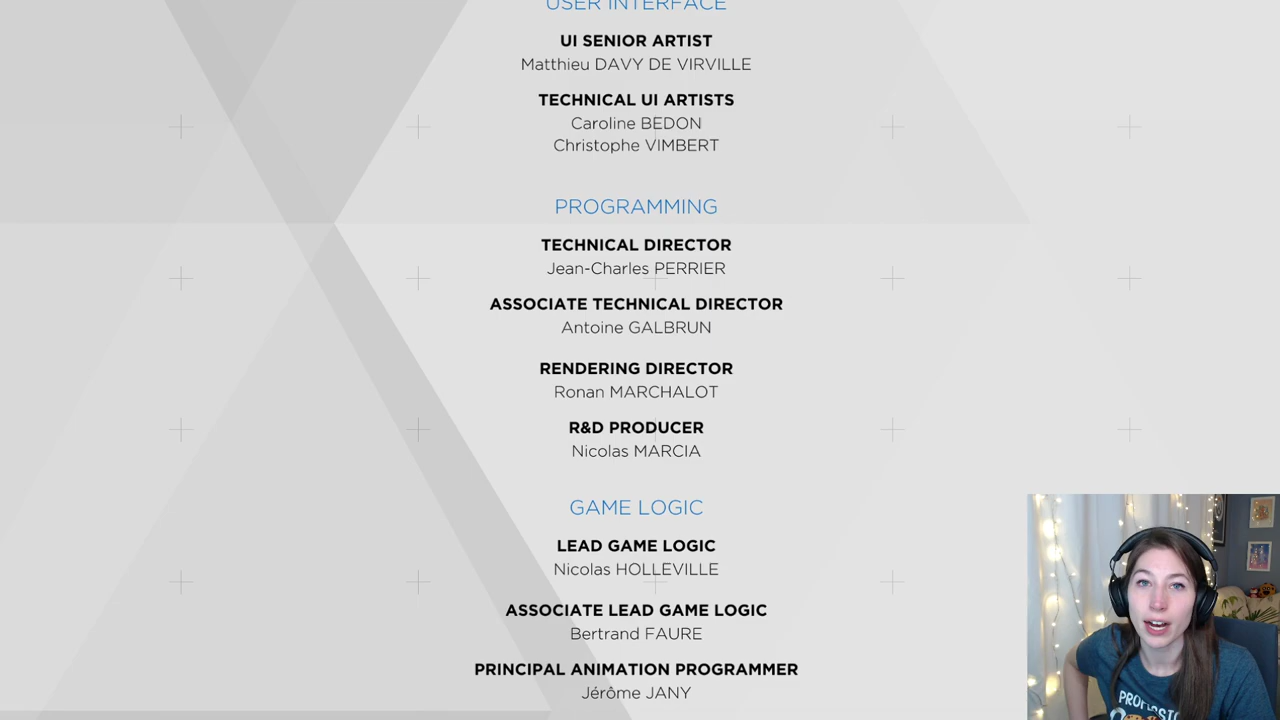 USER INTERFACE
UI SENIOR ARTIST
Matthieu DAVY DE VIRVILLE
TECHNICAL UI ARTISTS
Caroline BEDON
Christophe VIMBERT
PROGRAMMING
TECHNICAL DIRECTOR
Jean-Charles PERRIER
ASSOCIATE TECHNICAL DIRECTOR
Antoine GALBRUN
RENDERING DIRECTOR
Ronan MARCHALOT
R&D PRODUCER
Nicolas MARCIA
GAME LOGIC
LEAD GAME LOGIC
Nicolas HOLLEVILLE
ASSOCIATE LEAD GAME LOGIC
Bertrand FAURE
PRINCIPAL ANIMATION PROGRAMMER
Jérôme JANY